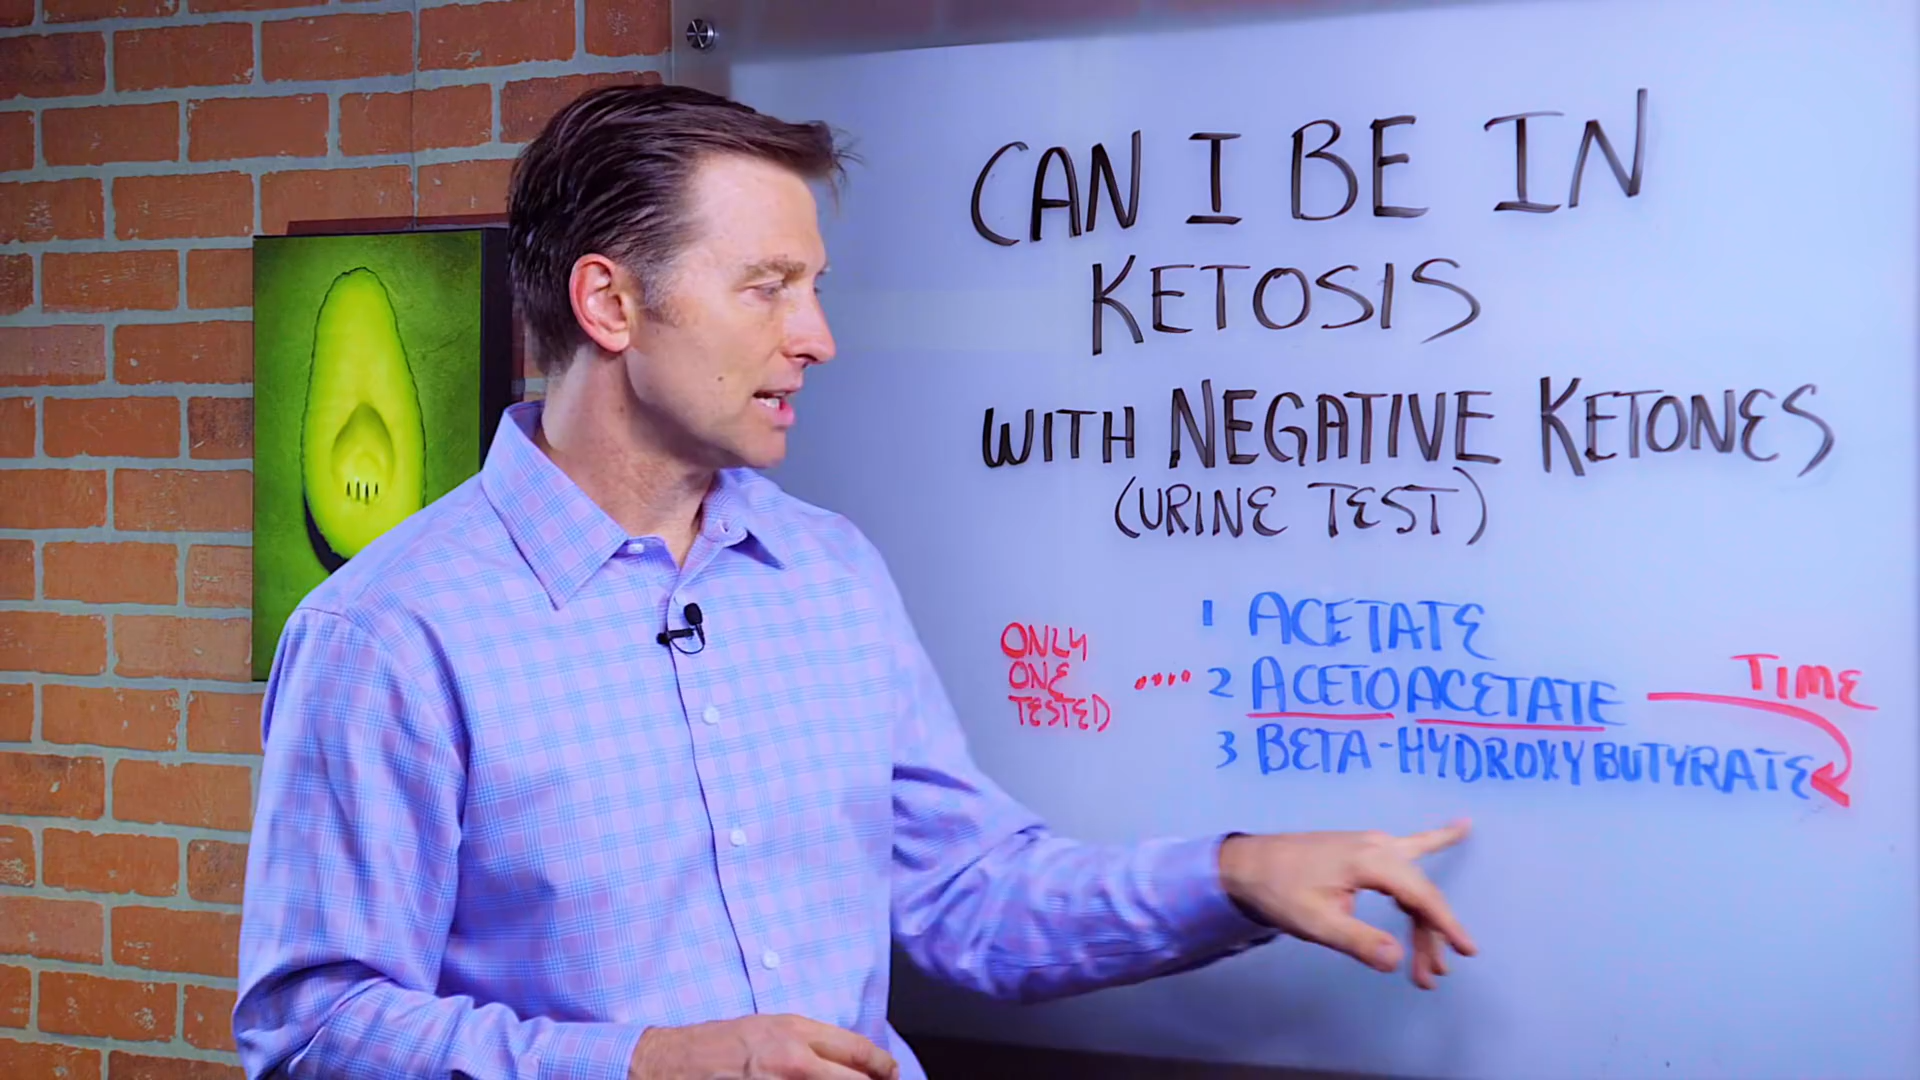 CAN I BE IN
KETOSIS
WITH NEGATIVE KETONES
(URINE TEST)
1 ACETATE
ONLY
ONE
TESTED
.... 2 ACETOACETATE
TIME
3 BETA-HYDROXYBUTYRATE